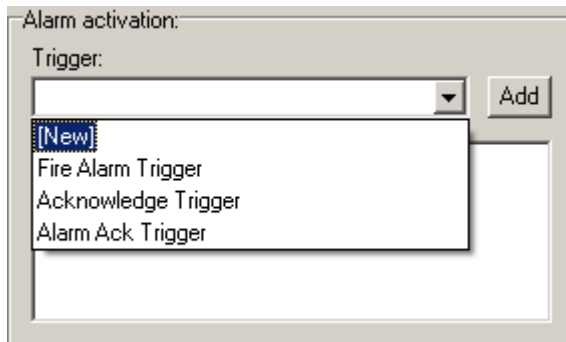 Alarm activation:
Trigger:
Add
[New]
Fire Alarm Trigger
Acknowledge Trigger
Alarm Ack Trigger